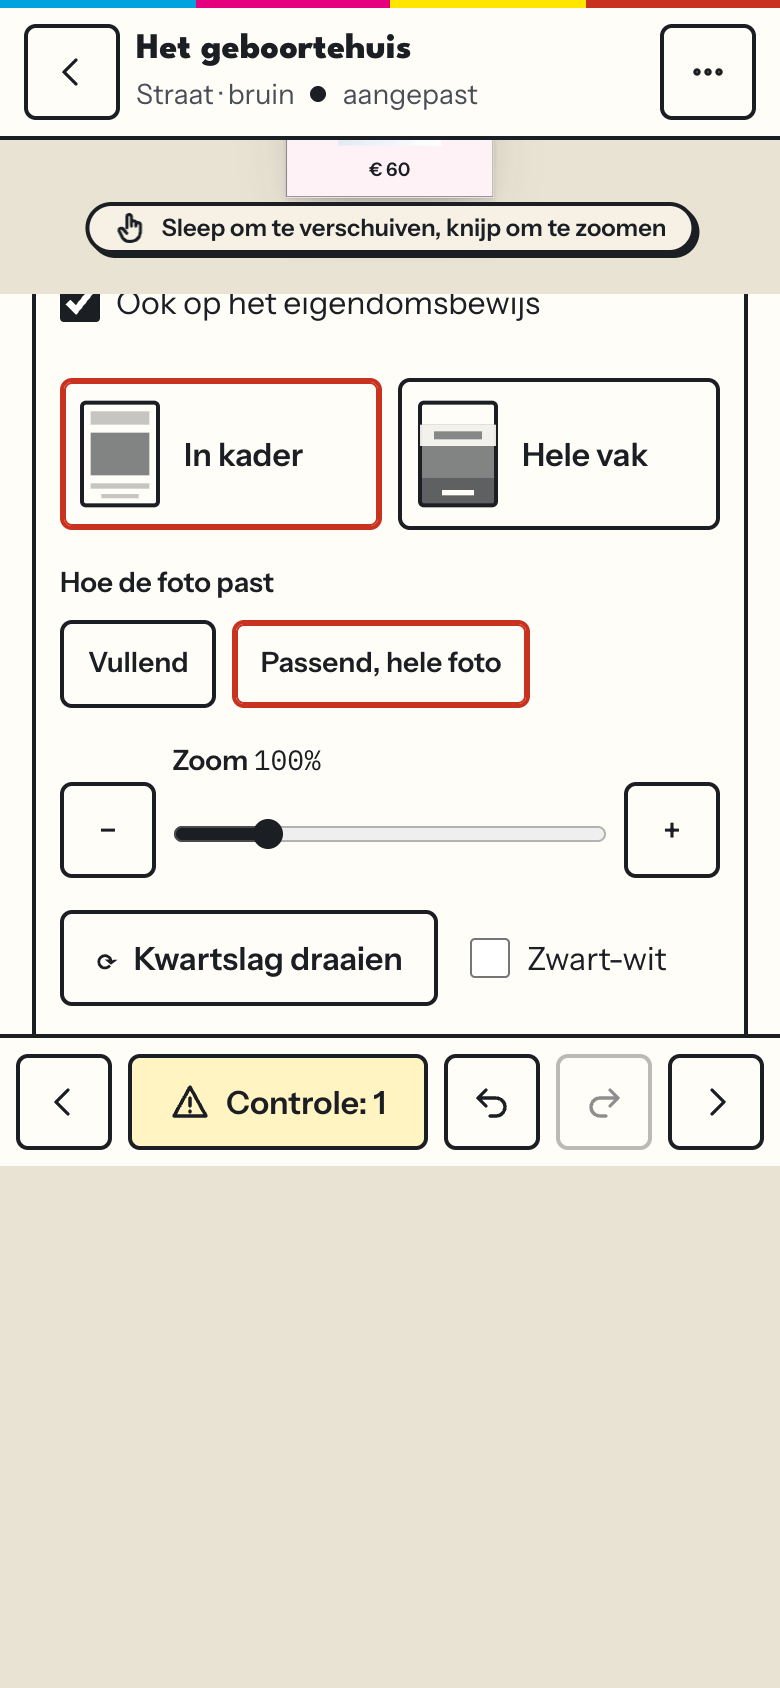 Het geboortehuis
Straat · bruin ● aangepast
€ 60
Sleep om te verschuiven, knijp om te zoomen
Ook op het eigendomsbewijs
In kader
Hele vak
Hoe de foto past
Vullend
Passend, hele foto
Zoom 100%
−
+
Kwartslag draaien
Zwart-wit
Controle: 1